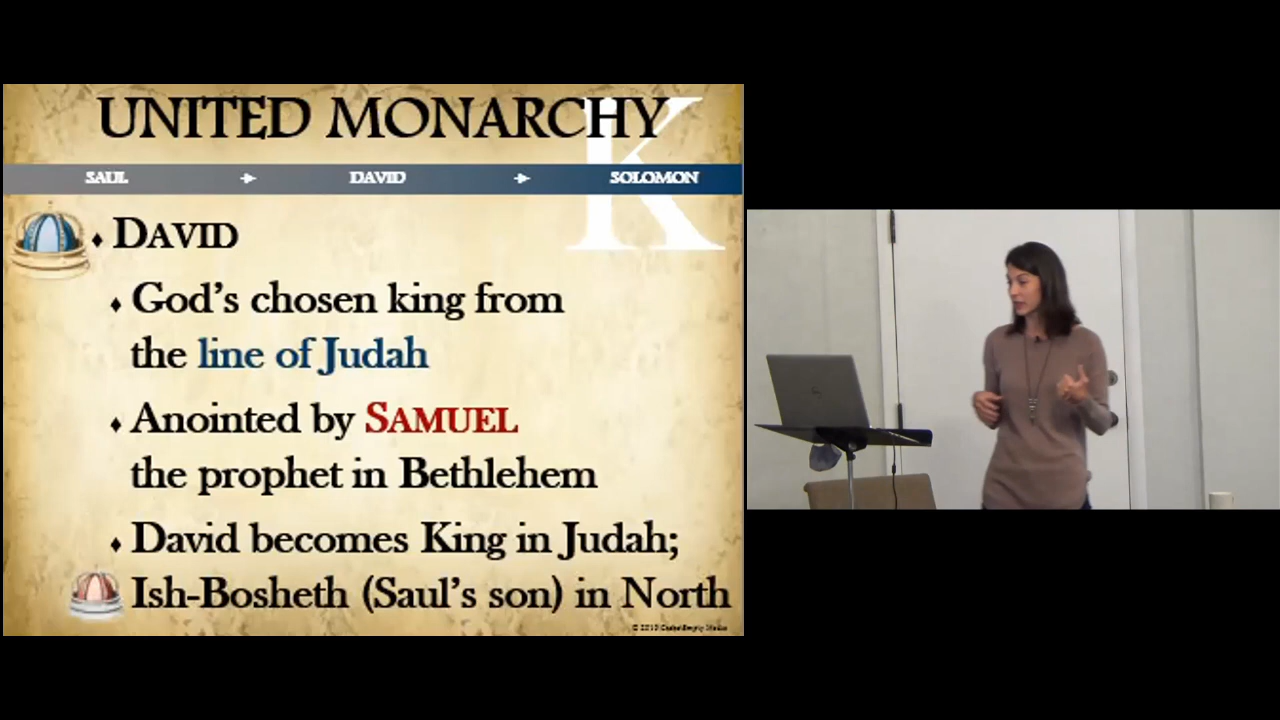 UNITED MONARCHY
K
SAUL → DAVID → SOLOMON
♦ DAVID
♦ God's chosen king from
the line of Judah
♦ Anointed by SAMUEL
the prophet in Bethlehem
♦ David becomes King in Judah;
Ish-Bosheth (Saul's son) in North